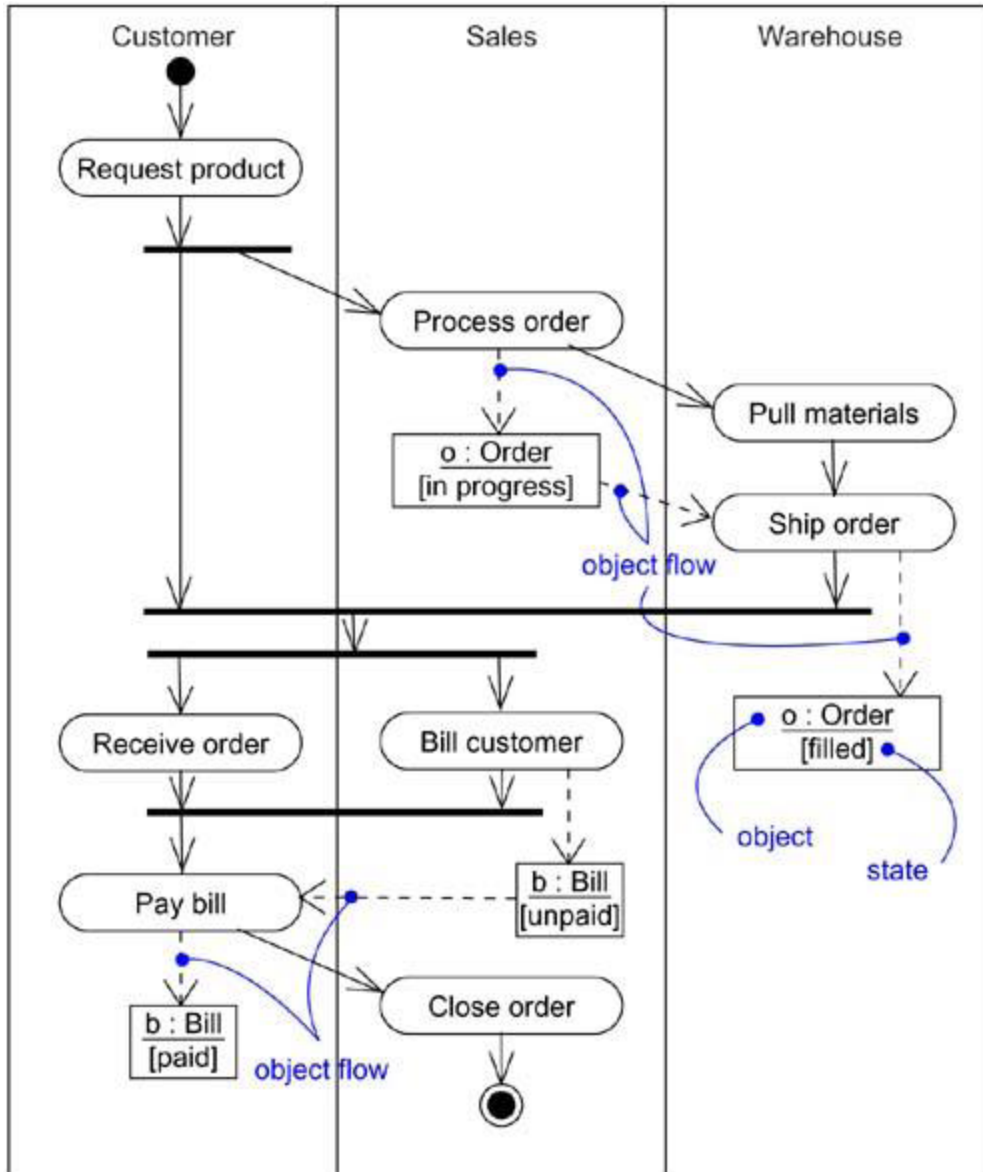 Customer
Sales
Warehouse
Request product
Process order
Pull materials
o : Order
[in progress]
Ship order
object flow
o : Order
[filled]
Receive order
Bill customer
object
state
b : Bill
[unpaid]
Pay bill
Close order
b : Bill
[paid]
object flow